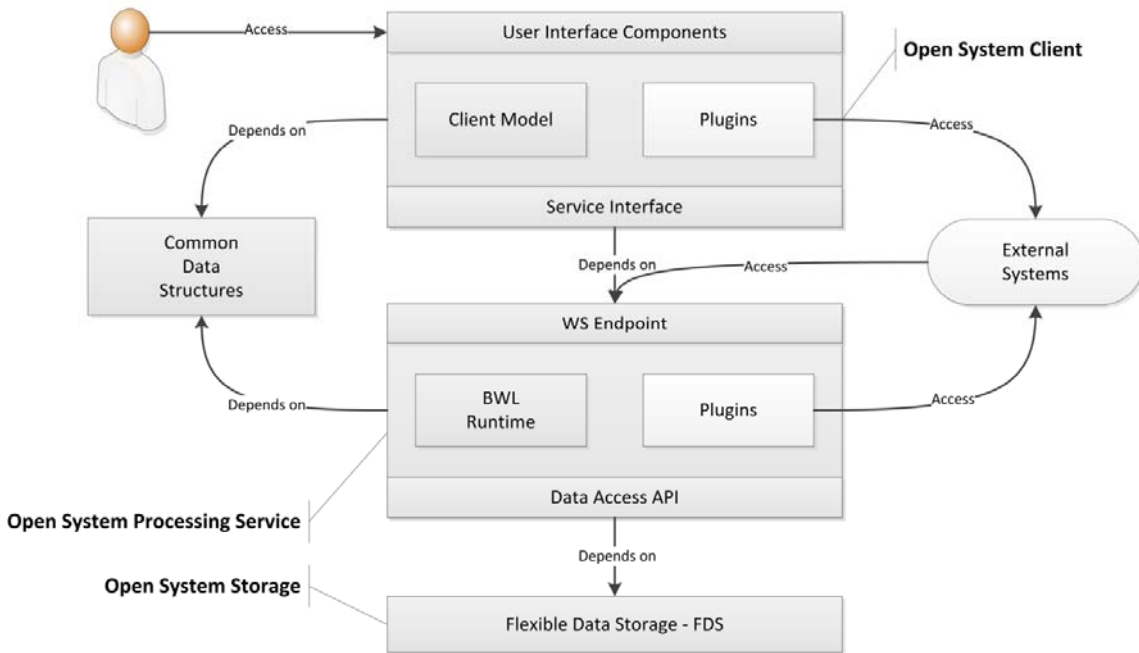 Access
User Interface Components
Open System Client
Client Model
Plugins
Depends on
Access
Service Interface
Common
Data
Structures
External
Systems
Depends on
Access
WS Endpoint
BWL
Runtime
Plugins
Depends on
Access
Data Access API
Open System Processing Service
Depends on
Open System Storage
Flexible Data Storage - FDS